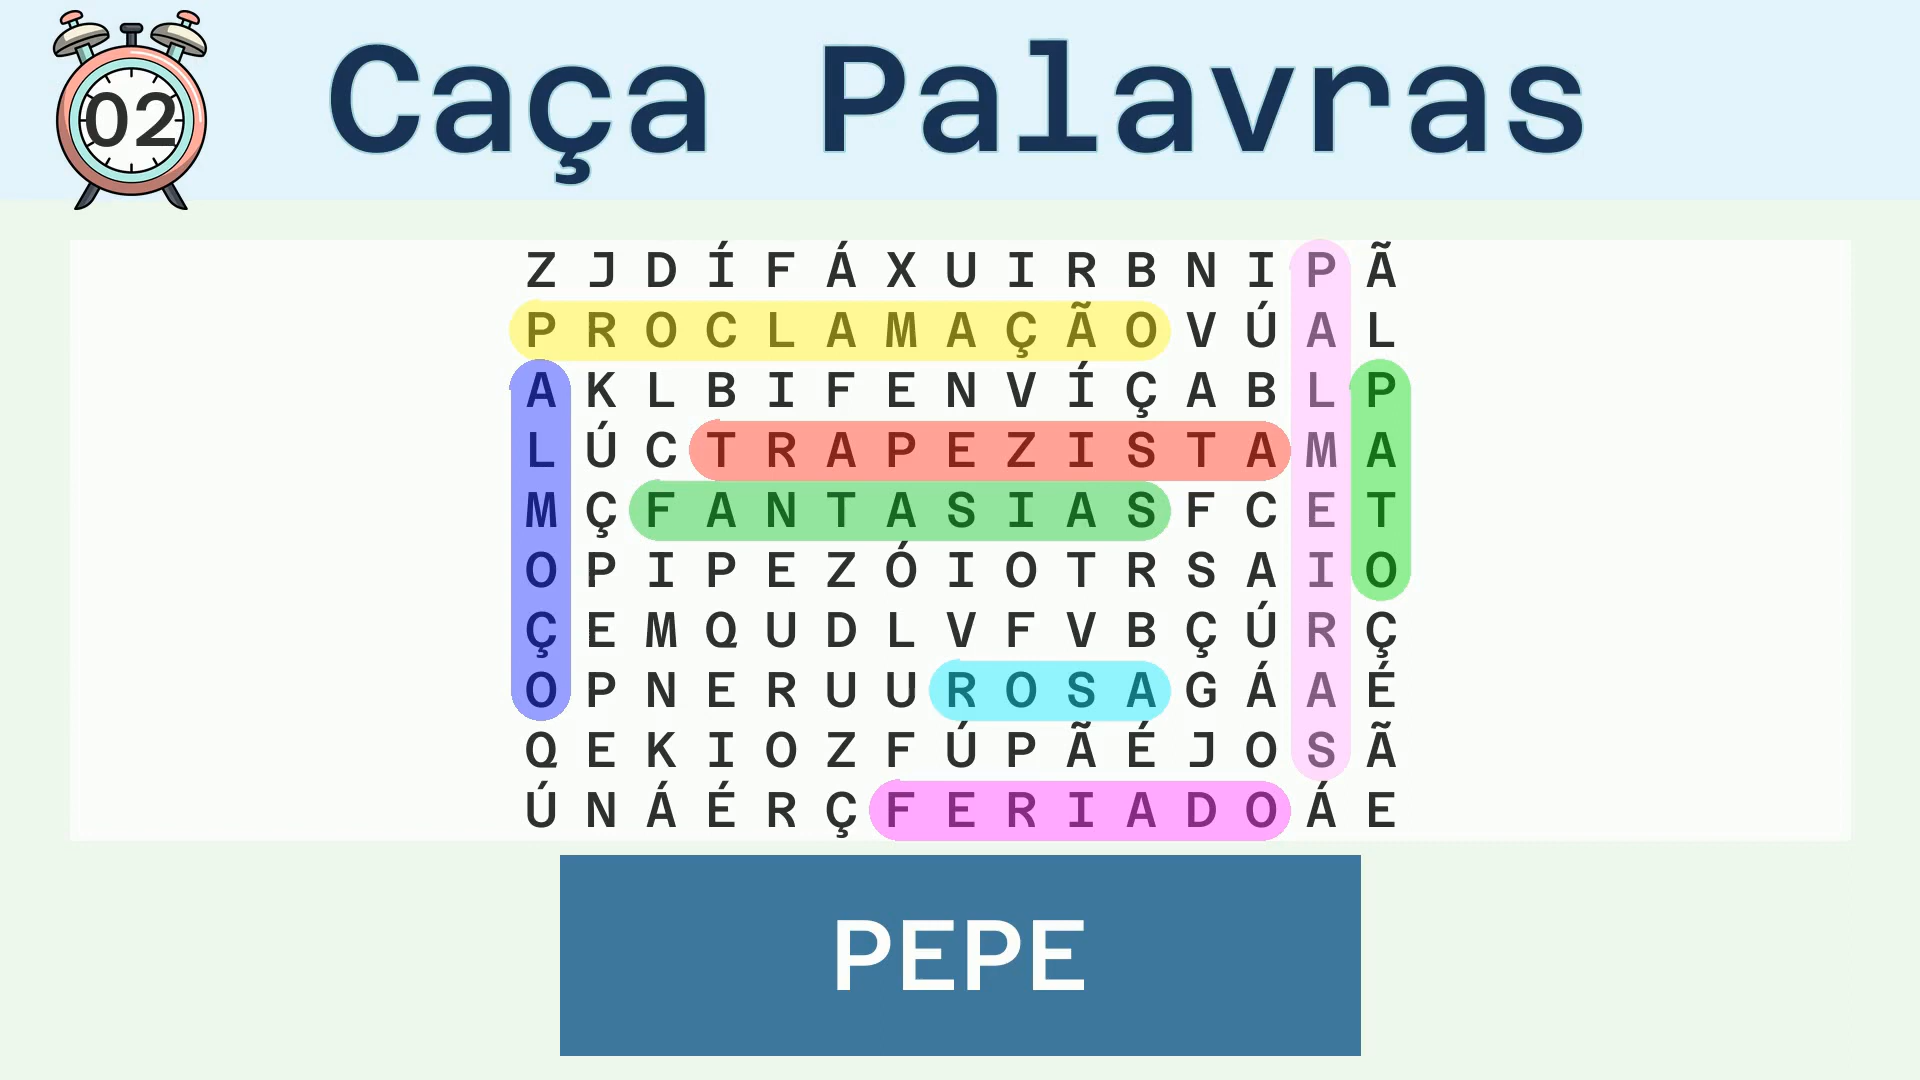 02
Caça Palavras
Z J D Í F Á X U I R B N I P Ã
P R O C L A M A Ç Ã O V Ú A L
A K L B I F E N V Í Ç A B L P
L Ú C T R A P E Z I S T A M A
M Ç F A N T A S I A S F C E T
O P I P E Z Ó I O T R S A I O
Ç E M Q U D L V F V B Ç Ú R Ç
O P N E R U U R O S A G Á A É
Q E K I O Z F Ú P Ã É J O S Ã
Ú N Á É R Ç F E R I A D O Á E
PEPE